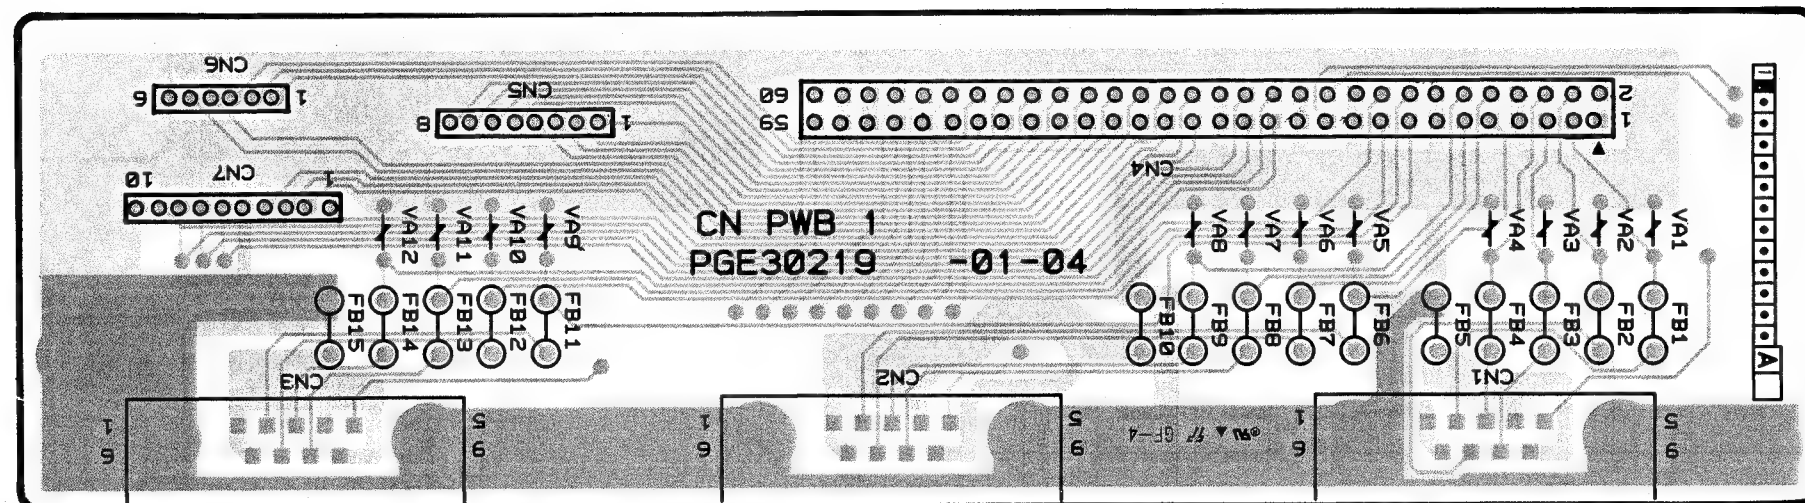 CN6
6 1
CN5
8 1
60 2
59 1
CN4
10 CN7 1
VA12 VA11 VA10 VA9
CN PWB 1
PGE30219 -01-04
VA8 VA7 VA6 VA5 VA4 VA3 VA2 VA1
1
A
FB15 FB14 FB13 FB12 FB11
FB10 FB9 FB8 FB7 FB6 FB5 FB4 FB3 FB2 FB1
CN3 CN2 CN1
1 5 1 5 1 5
6 9 6 9 6 9
GF-4